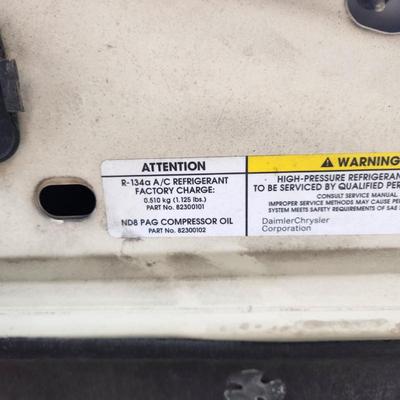 ATTENTION
R-134a A/C REFRIGERANT
FACTORY CHARGE:
0.510 kg (1.125 lbs.)
PART No. 82300101
ND8 PAG COMPRESSOR OIL
PART No. 82300102
WARNING
HIGH-PRESSURE REFRIGERAN
TO BE SERVICED BY QUALIFIED PER
CONSULT SERVICE MANUAL
IMPROPER SERVICE METHODS MAY CAUSE PE
SYSTEM MEETS SAFETY REQUIREMENTS OF SAE
DaimlerChrysler
Corporation